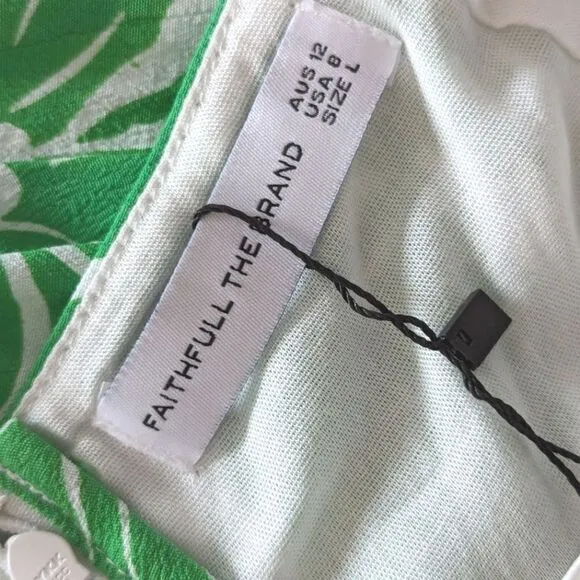 FAITHFULL THE BRAND
AUS 12
USA 8
SIZE L